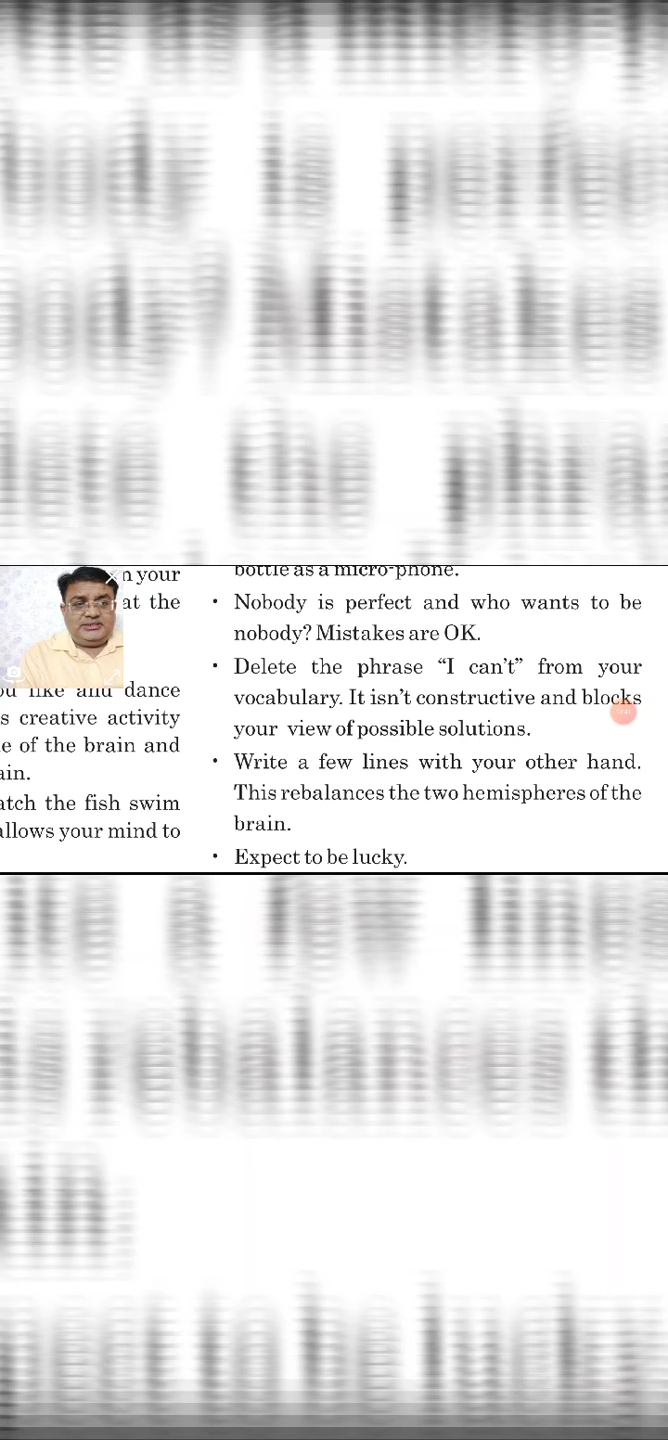 n your
at the
ou like and dance
s creative activity
e of the brain and
ain.
atch the fish swim
allows your mind to
bottle as a micro-phone.
• Nobody is perfect and who wants to be
nobody? Mistakes are OK.
• Delete the phrase “I can’t” from your
vocabulary. It isn’t constructive and blocks
your view of possible solutions.
• Write a few lines with your other hand.
This rebalances the two hemispheres of the
brain.
• Expect to be lucky.